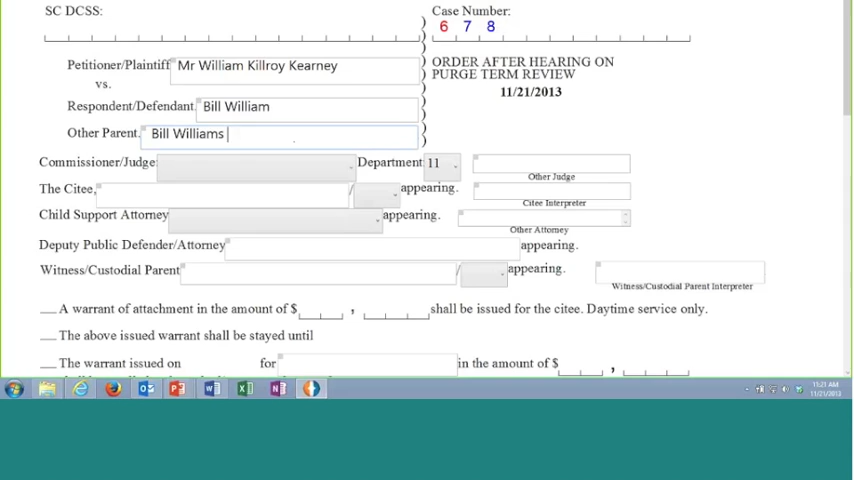 SC DCSS:
Case Number:
6 7 8
Petitioner/Plaintiff Mr William Killroy Kearney
vs.
ORDER AFTER HEARING ON
PURGE TERM REVIEW
11/21/2013
Respondent/Defendant. Bill William
Other Parent. Bill Williams
Commissioner/Judge: Department: 11
Other Judge
The Citee, / appearing.
Citee Interpreter
Child Support Attorney appearing.
Other Attorney
Deputy Public Defender/Attorney appearing.
Witness/Custodial Parent / appearing.
Witness/Custodial Parent Interpreter
A warrant of attachment in the amount of $ , shall be issued for the citee. Daytime service only.
The above issued warrant shall be stayed until
The warrant issued on for in the amount of $ ,
11:21 AM
11/21/2013